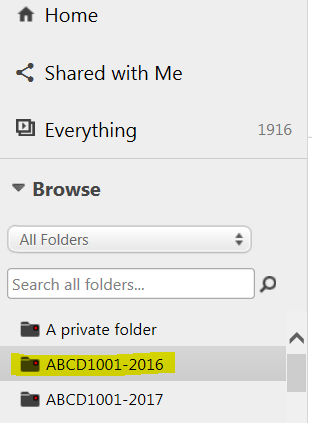 Home
Shared with Me
Everything 1916
Browse
All Folders
Search all folders...
A private folder
ABCD1001-2016
ABCD1001-2017